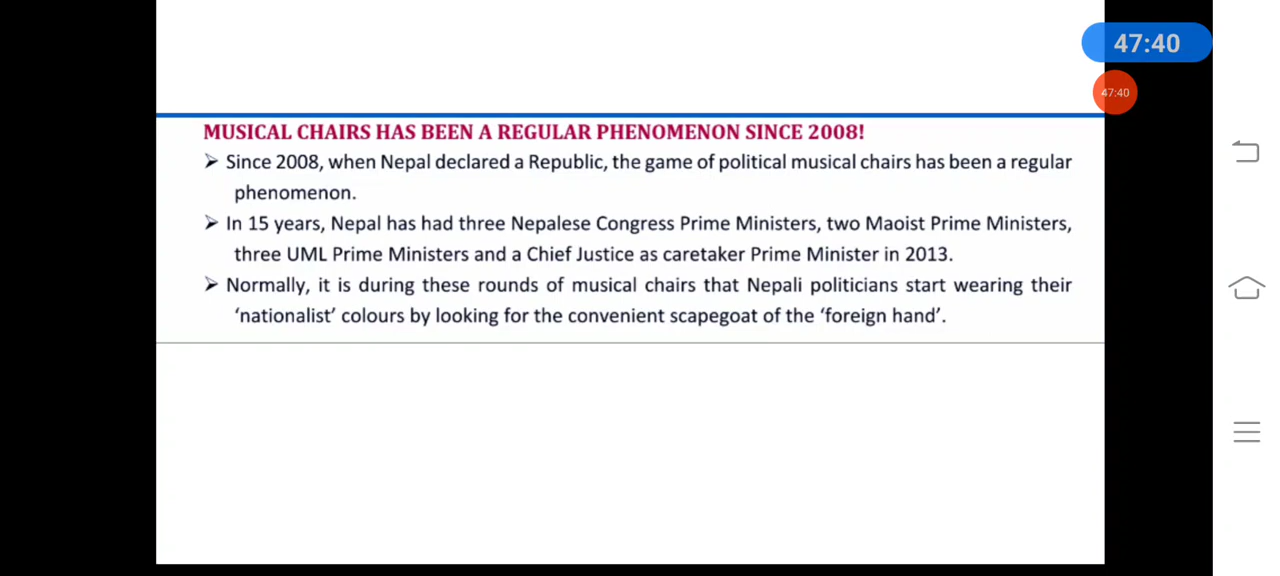 47:40
47:40
MUSICAL CHAIRS HAS BEEN A REGULAR PHENOMENON SINCE 2008!
➢ Since 2008, when Nepal declared a Republic, the game of political musical chairs has been a regular
phenomenon.
➢ In 15 years, Nepal has had three Nepalese Congress Prime Ministers, two Maoist Prime Ministers,
three UML Prime Ministers and a Chief Justice as caretaker Prime Minister in 2013.
➢ Normally, it is during these rounds of musical chairs that Nepali politicians start wearing their
‘nationalist’ colours by looking for the convenient scapegoat of the ‘foreign hand’.